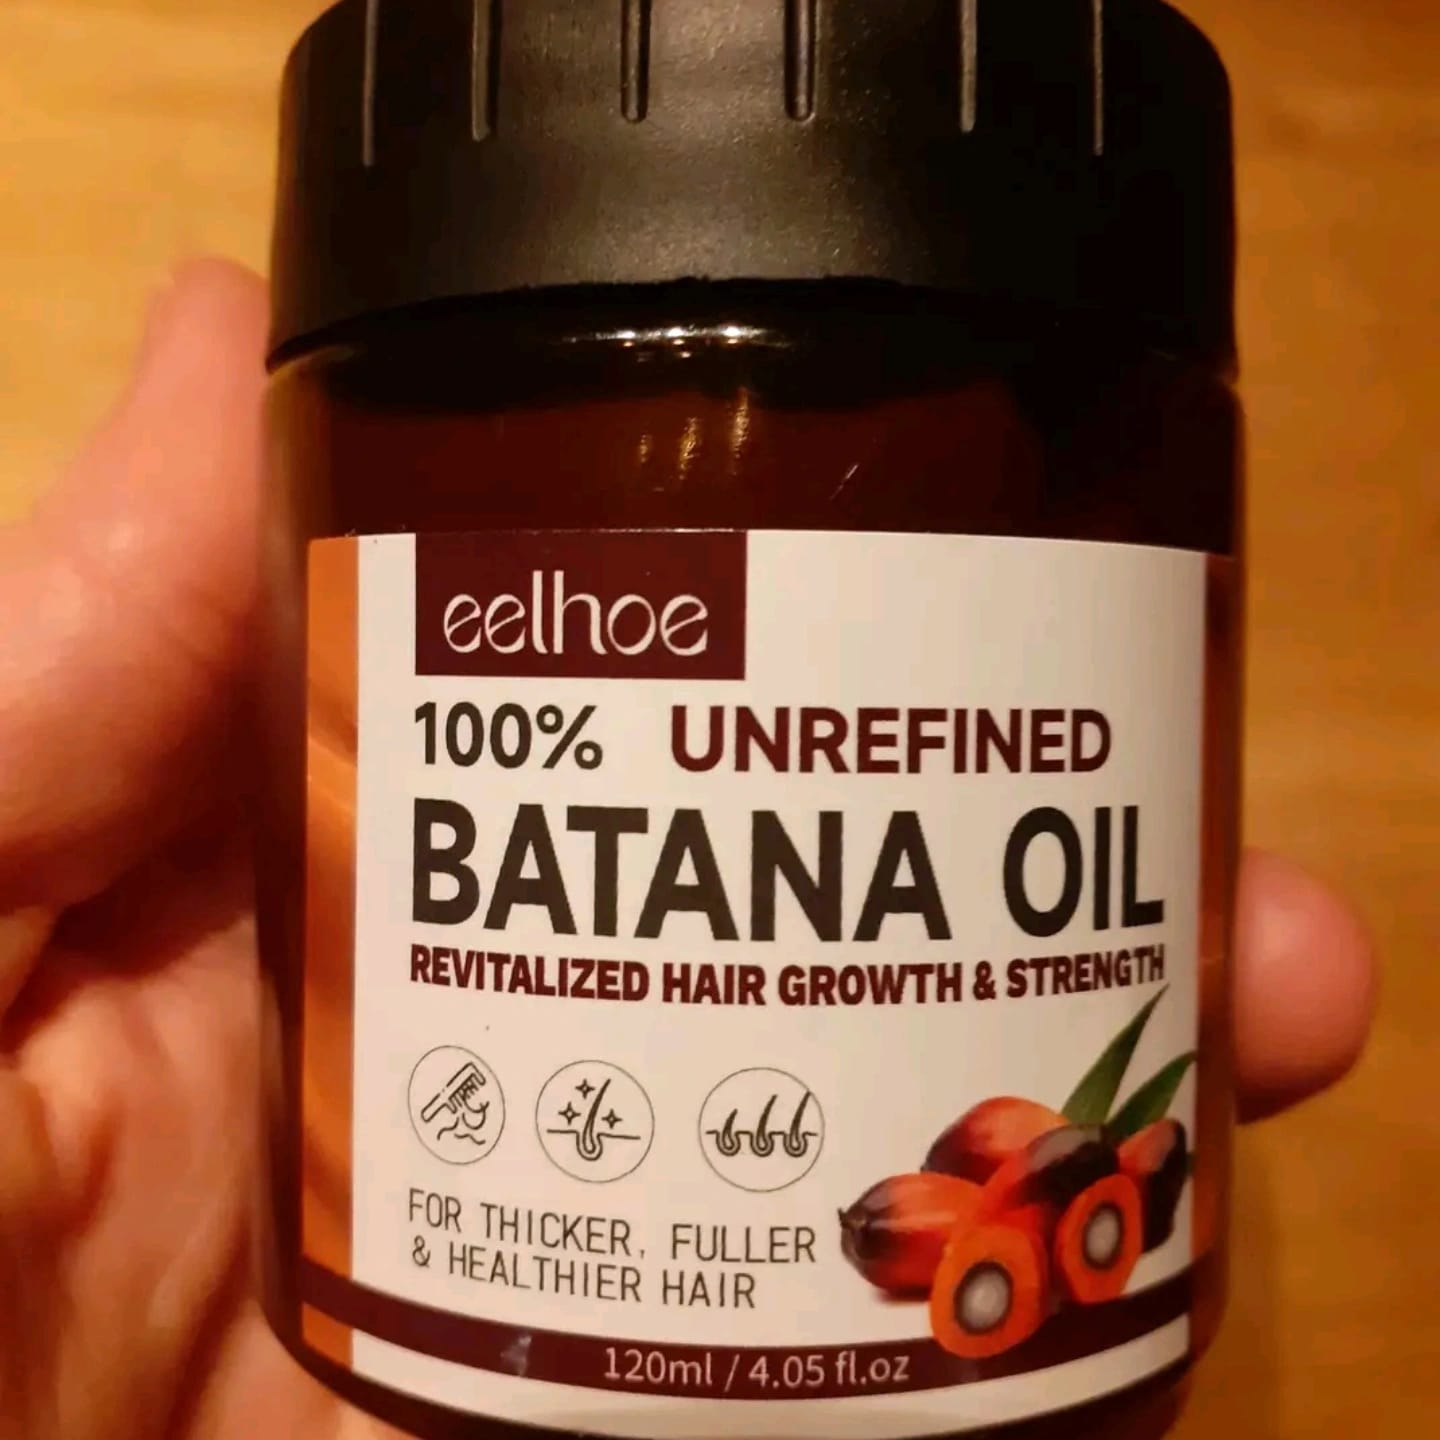 eelhoe
100% UNREFINED
BATANA OIL
REVITALIZED HAIR GROWTH & STRENGTH
FOR THICKER, FULLER
& HEALTHIER HAIR
120ml / 4.05 fl.oz